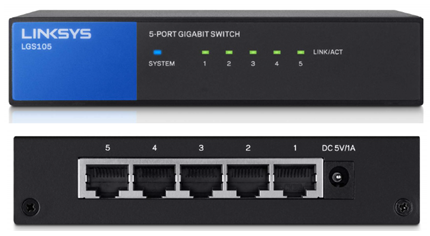 LINKSYS
LGS105
5-PORT GIGABIT SWITCH
SYSTEM 1 2 3 4 5 LINK/ACT
5 4 3 2 1 DC 5V/1A